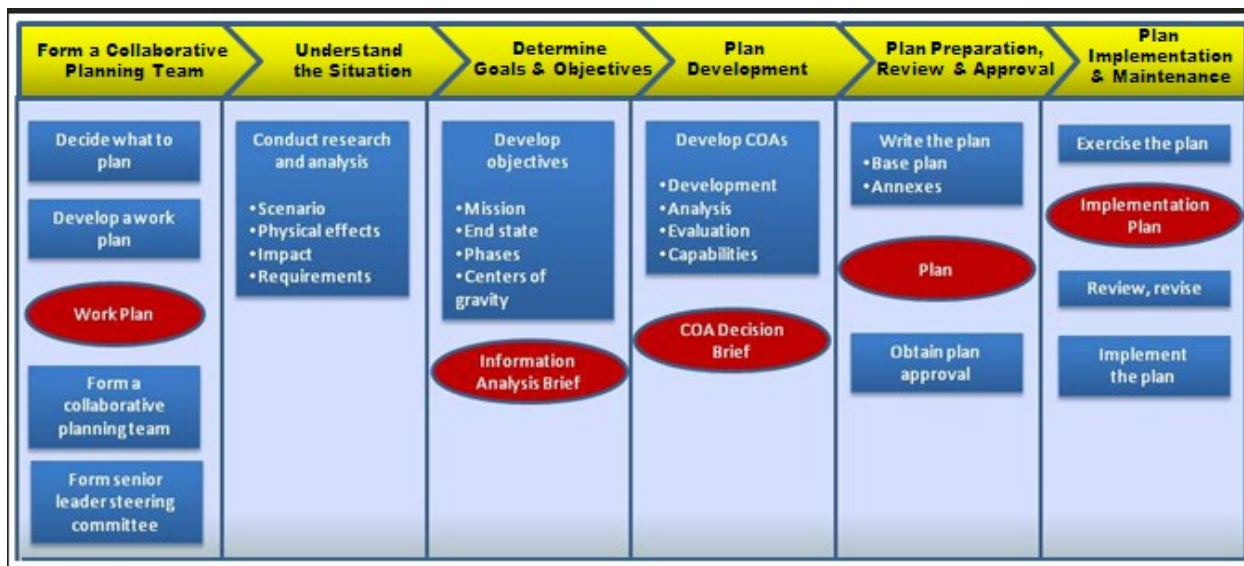 Form a Collaborative
Planning Team
Understand
the Situation
Determine
Goals & Objectives
Plan
Development
Plan Preparation,
Review & Approval
Plan
Implementation
& Maintenance
Decide what to
plan
Develop a work
plan
Work Plan
Form a
collaborative
planning team
Form senior
leader steering
committee
Conduct research
and analysis
•Scenario
•Physical effects
•Impact
•Requirements
Develop
objectives
•Mission
•End state
•Phases
•Centers of
gravity
Information
Analysis Brief
Develop COAs
•Development
•Analysis
•Evaluation
•Capabilities
COA Decision
Brief
Write the plan
•Base plan
•Annexes
Plan
Obtain plan
approval
Exercise the plan
Implementation
Plan
Review, revise
Implement
the plan